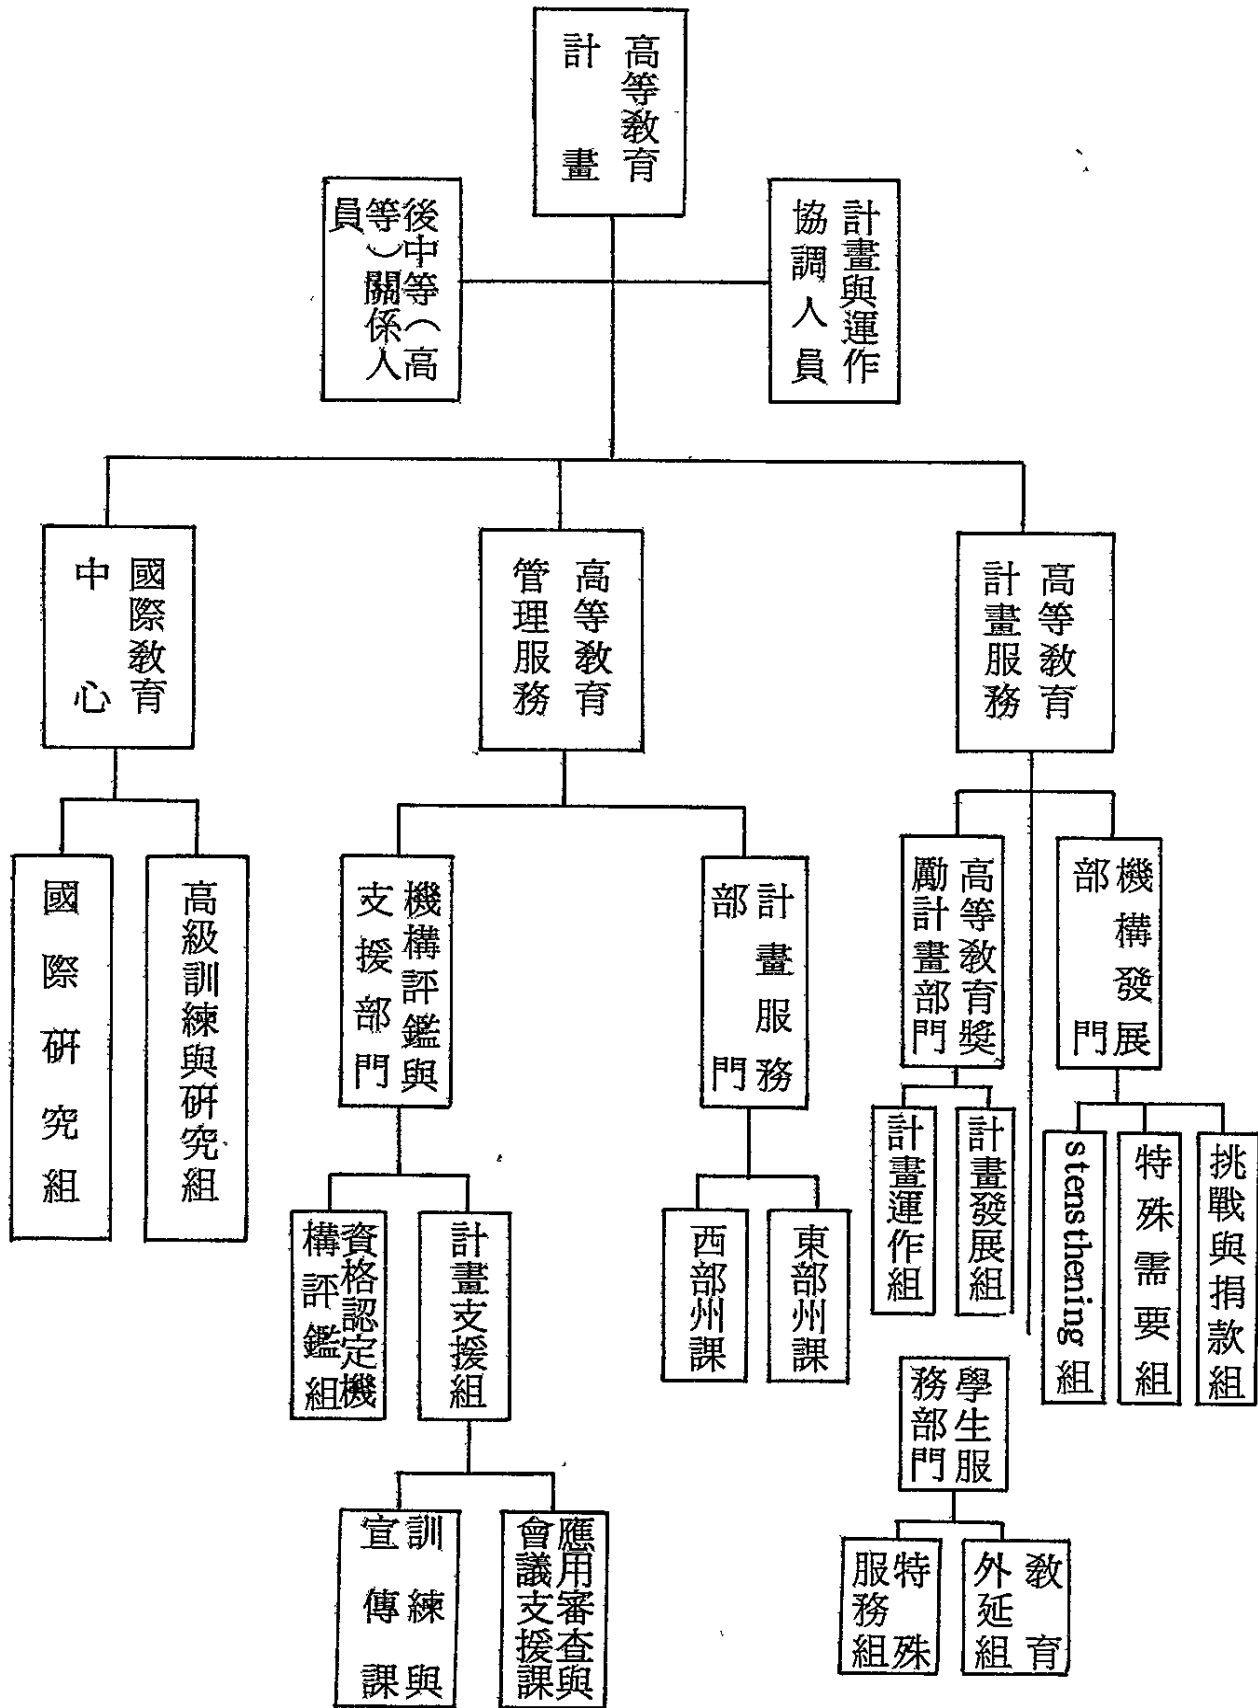 高等教育
計畫
計畫與運作
協調人員
後中等（高
等）關係人
員
高等教育
計畫服務
高等教育
管理服務
國際教育
中心
機構發展
部門
高等教育獎
勵計畫部門
計畫服務
部門
機構評鑑與
支援部門
高級訓練與研究組
國際研究組
挑戰與捐款組
特殊需要組
stensthening組
計畫發展組
計畫運作組
東部州課
西部州課
計畫支援組
資格認定機
構評鑑組
學生服
務部門
教育
外延組
特殊
服務組
應用審查與
會議支援課
訓練與
宣傳課